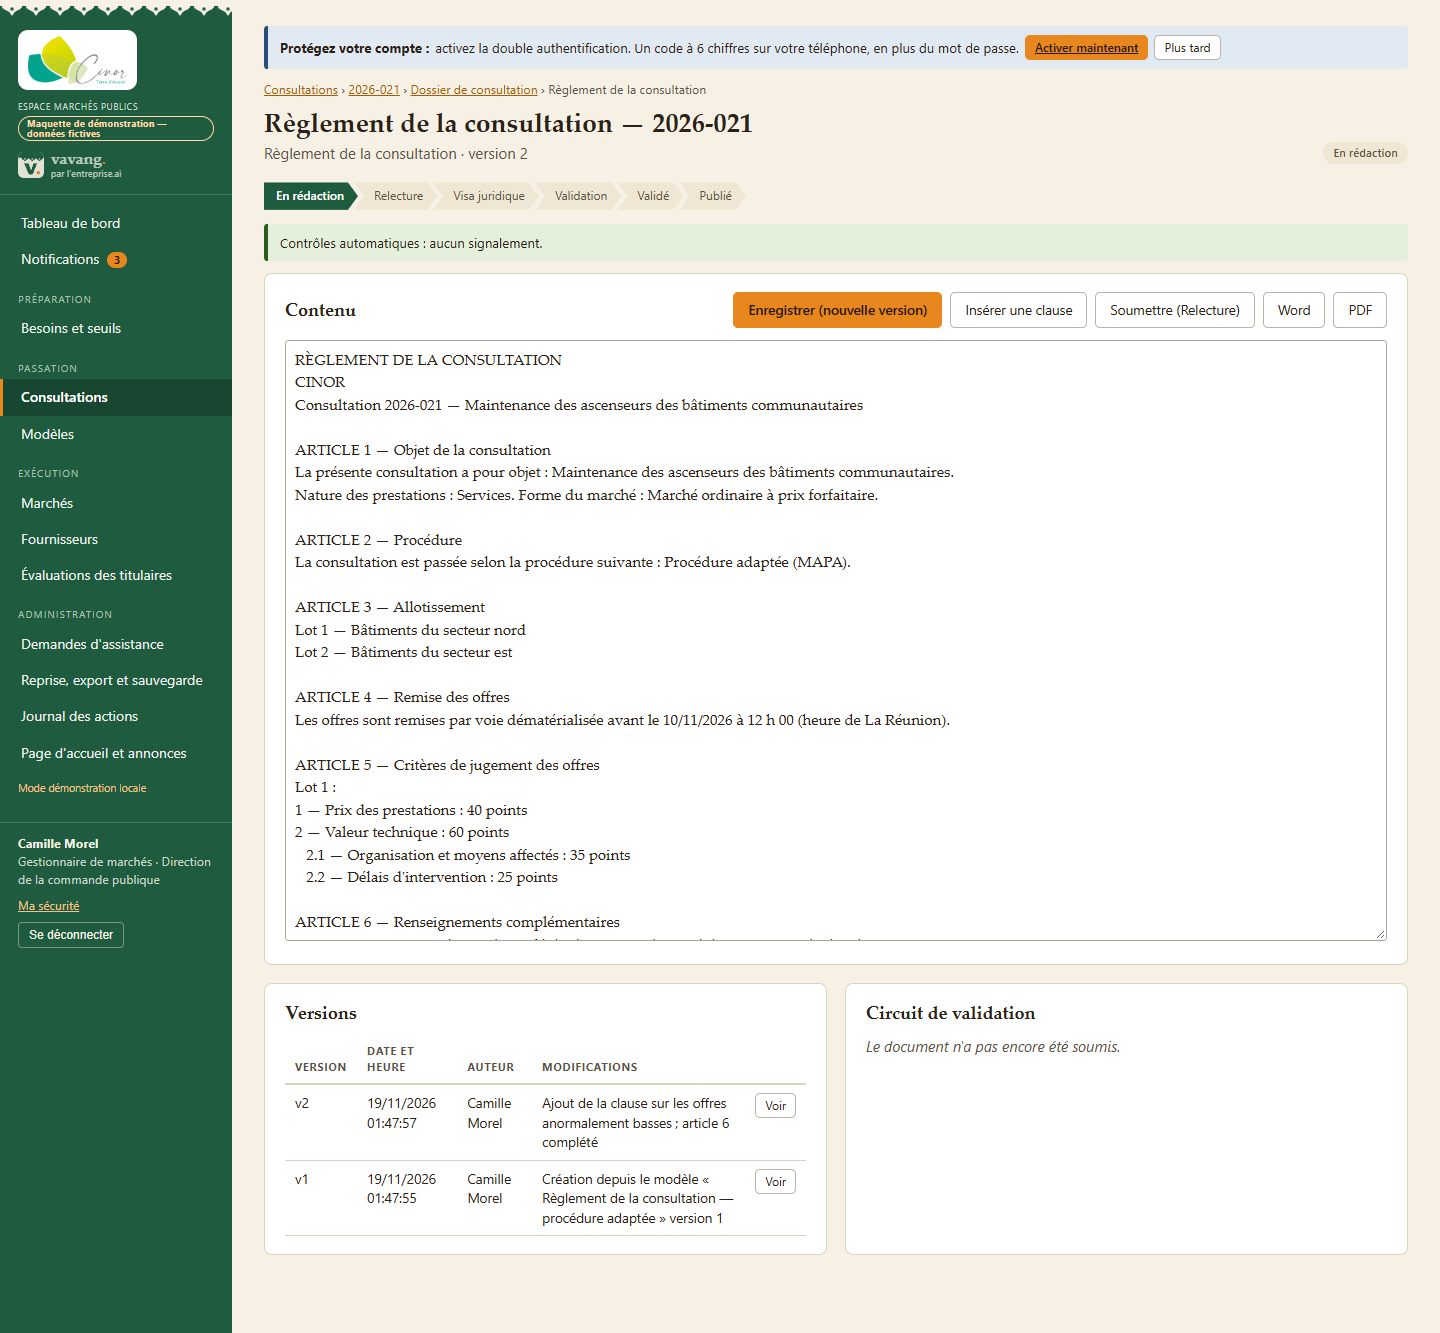 Cinor
Terre d'Avenir
ESPACE MARCHÉS PUBLICS
Maquette de démonstration —
données fictives
vavang.
par l'entreprise.ai
Tableau de bord
Notifications 3
PRÉPARATION
Besoins et seuils
PASSATION
Consultations
Modèles
EXÉCUTION
Marchés
Fournisseurs
Évaluations des titulaires
ADMINISTRATION
Demandes d'assistance
Reprise, export et sauvegarde
Journal des actions
Page d'accueil et annonces
Mode démonstration locale
Camille Morel
Gestionnaire de marchés · Direction
de la commande publique
Ma sécurité
Se déconnecter
Protégez votre compte : activez la double authentification. Un code à 6 chiffres sur votre téléphone, en plus du mot de passe. Activer maintenant Plus tard
Consultations › 2026-021 › Dossier de consultation › Règlement de la consultation
Règlement de la consultation — 2026-021
Règlement de la consultation · version 2
En rédaction
En rédaction Relecture Visa juridique Validation Validé Publié
Contrôles automatiques : aucun signalement.
Contenu
Enregistrer (nouvelle version) Insérer une clause Soumettre (Relecture) Word PDF
RÈGLEMENT DE LA CONSULTATION
CINOR
Consultation 2026-021 — Maintenance des ascenseurs des bâtiments communautaires
ARTICLE 1 — Objet de la consultation
La présente consultation a pour objet : Maintenance des ascenseurs des bâtiments communautaires.
Nature des prestations : Services. Forme du marché : Marché ordinaire à prix forfaitaire.
ARTICLE 2 — Procédure
La consultation est passée selon la procédure suivante : Procédure adaptée (MAPA).
ARTICLE 3 — Allotissement
Lot 1 — Bâtiments du secteur nord
Lot 2 — Bâtiments du secteur est
ARTICLE 4 — Remise des offres
Les offres sont remises par voie dématérialisée avant le 10/11/2026 à 12 h 00 (heure de La Réunion).
ARTICLE 5 — Critères de jugement des offres
Lot 1 :
1 — Prix des prestations : 40 points
2 — Valeur technique : 60 points
2.1 — Organisation et moyens affectés : 35 points
2.2 — Délais d'intervention : 25 points
ARTICLE 6 — Renseignements complémentaires
Versions
VERSION DATE ET HEURE AUTEUR MODIFICATIONS
v2 19/11/2026 Camille Ajout de la clause sur les offres Voir
01:47:57 Morel anormalement basses ; article 6
complété
v1 19/11/2026 Camille Création depuis le modèle « Voir
01:47:55 Morel Règlement de la consultation —
procédure adaptée » version 1
Circuit de validation
Le document n'a pas encore été soumis.